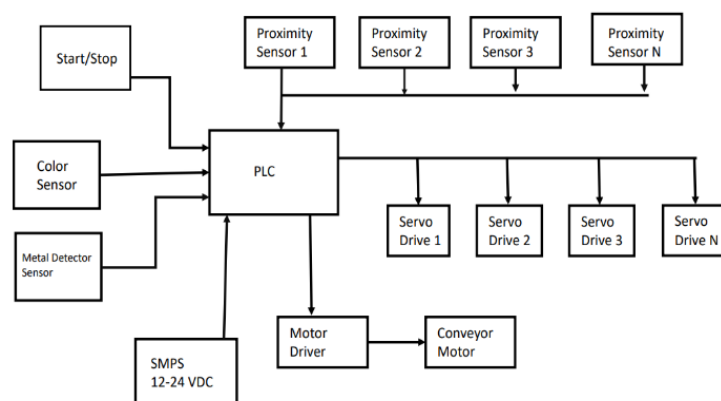 Proximity
Sensor 1
Proximity
Sensor 2
Proximity
Sensor 3
Proximity
Sensor N
Start/Stop
Color
Sensor
PLC
Metal Detector
Sensor
Servo
Drive 1
Servo
Drive 2
Servo
Drive 3
Servo
Drive N
SMPS
12-24 VDC
Motor
Driver
Conveyor
Motor